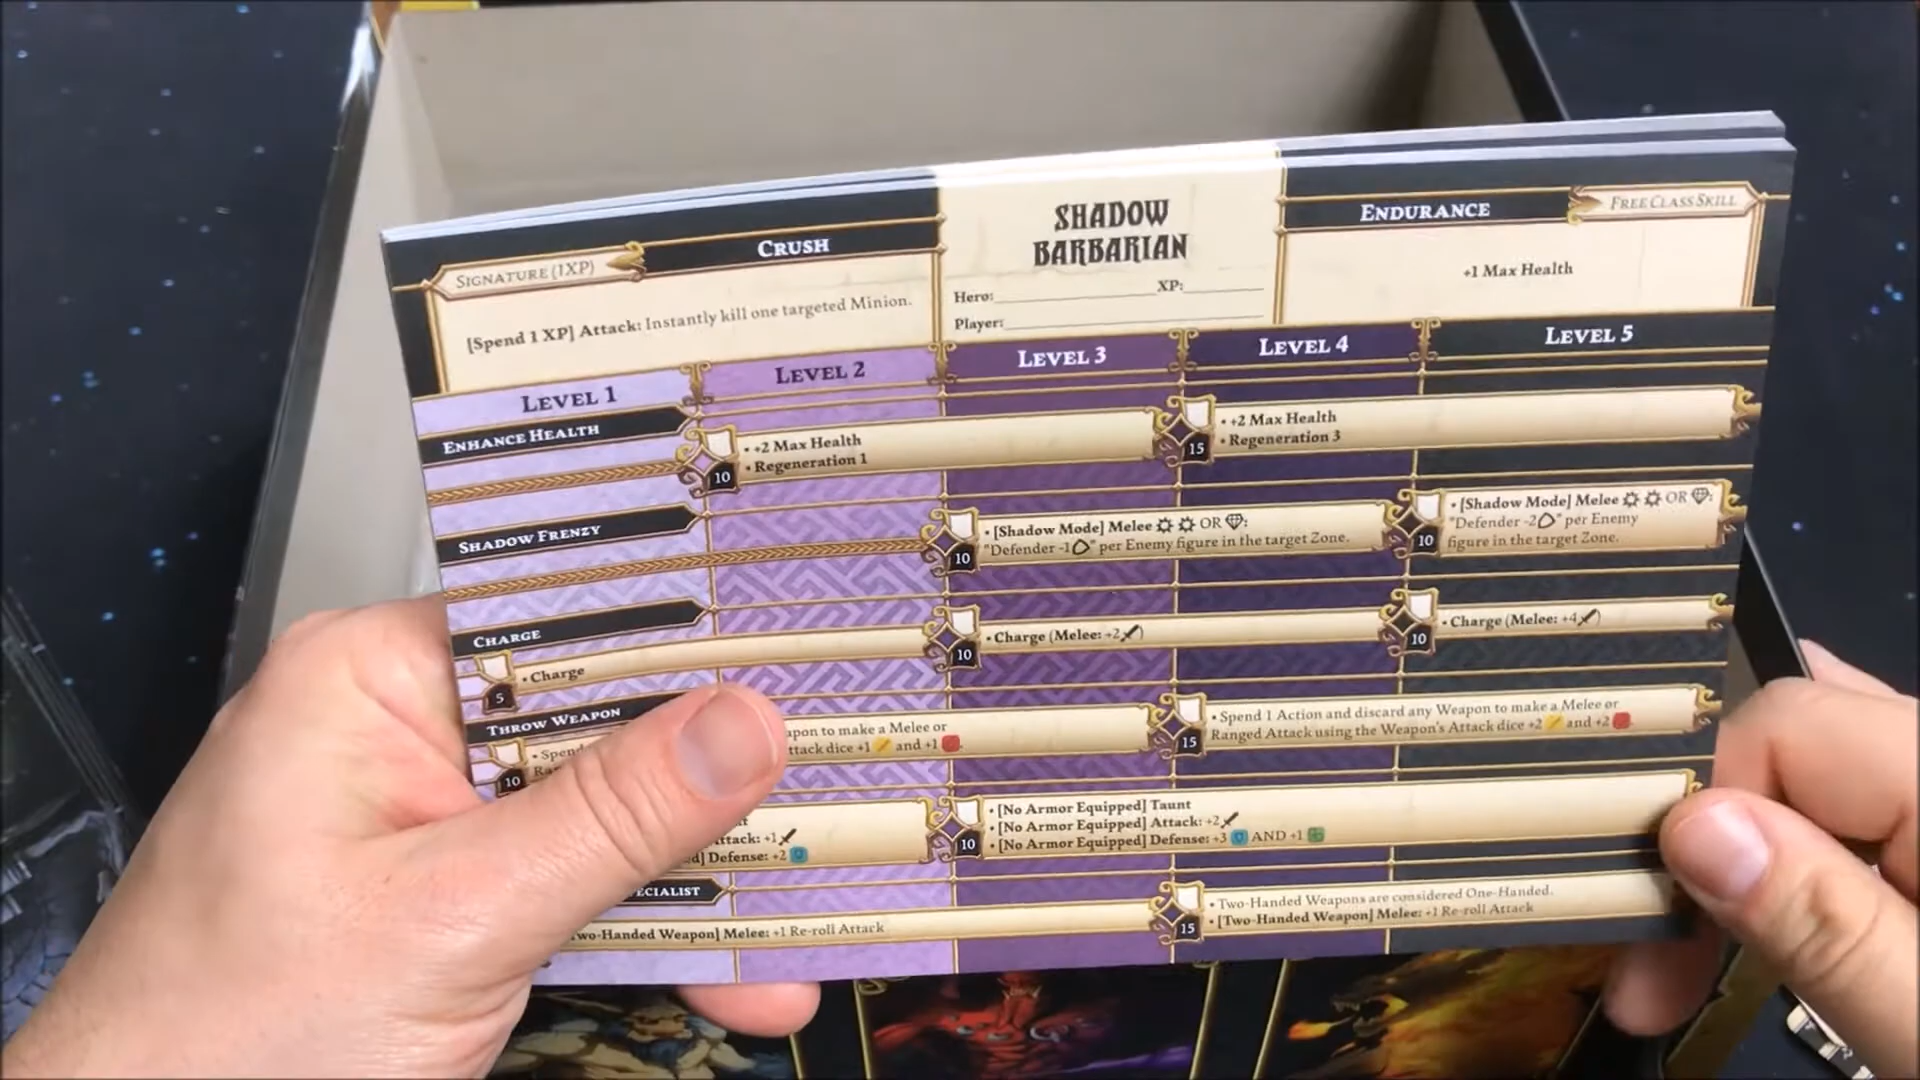 SIGNATURE (1XP)
CRUSH
[Spend 1 XP] Attack: Instantly kill one targeted Minion.
SHADOW
BARBARIAN
Hero: XP:
Player:
ENDURANCE
FREE CLASS SKILL
+1 Max Health
LEVEL 1
LEVEL 2
LEVEL 3
LEVEL 4
LEVEL 5
ENHANCE HEALTH
10
• +2 Max Health
• Regeneration 1
15
• +2 Max Health
• Regeneration 3
SHADOW FRENZY
10
• [Shadow Mode] Melee OR :
"Defender -1 " per Enemy figure in the target Zone.
10
• [Shadow Mode] Melee OR :
"Defender -2 " per Enemy
figure in the target Zone.
CHARGE
5
• Charge
10
• Charge (Melee: +2 )
10
• Charge (Melee: +4 )
THROW WEAPON
10
• Spend
apon to make a Melee or
ttack dice +1 and +1 .
15
• Spend 1 Action and discard any Weapon to make a Melee or
Ranged Attack using the Weapon's Attack dice +2 and +2 .
ttack: +1
d] Defense: +2
10
• [No Armor Equipped] Taunt
• [No Armor Equipped] Attack: +2
• [No Armor Equipped] Defense: +3 AND +1
ECIALIST
Two-Handed Weapon] Melee: +1 Re-roll Attack
15
• Two-Handed Weapons are considered One-Handed.
• [Two-Handed Weapon] Melee: +1 Re-roll Attack